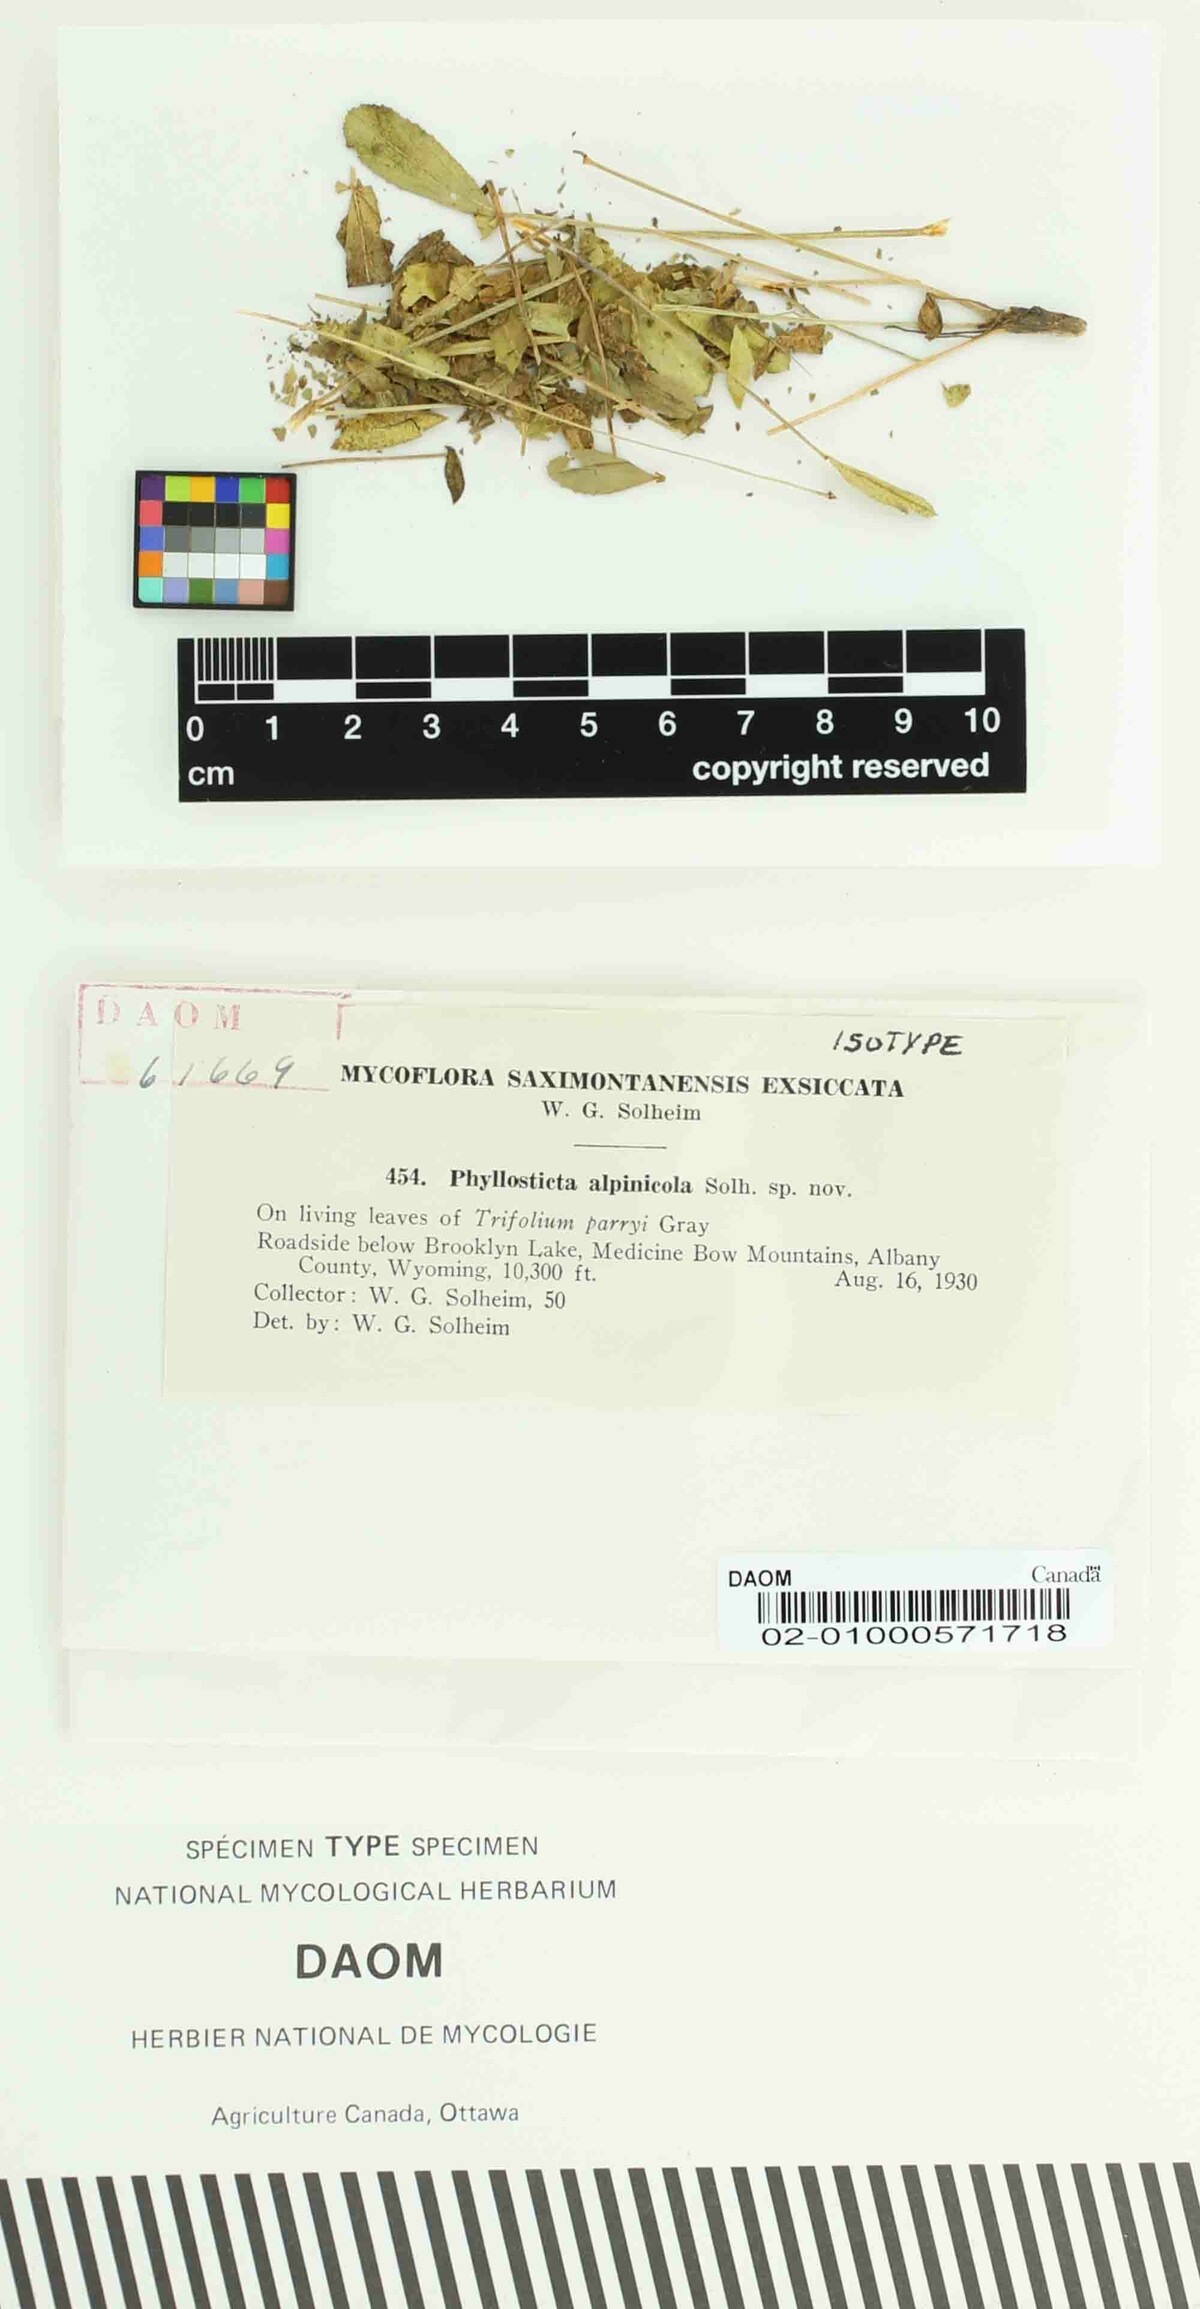 0 1 2 3 4 5 6 7 8 9 10
cm copyright reserved
DAOM
61669
ISOTYPE
MYCOFLORA SAXIMONTANENSIS EXSICCATA
W. G. Solheim
454. Phyllosticta alpinicola Solh. sp. nov.
On living leaves of Trifolium parryi Gray
Roadside below Brooklyn Lake, Medicine Bow Mountains, Albany
County, Wyoming, 10,300 ft. Aug. 16, 1930
Collector: W. G. Solheim, 50
Det. by: W. G. Solheim
DAOM Canada
02-01000571718
SPÉCIMEN TYPE SPECIMEN
NATIONAL MYCOLOGICAL HERBARIUM
DAOM
HERBIER NATIONAL DE MYCOLOGIE
Agriculture Canada, Ottawa